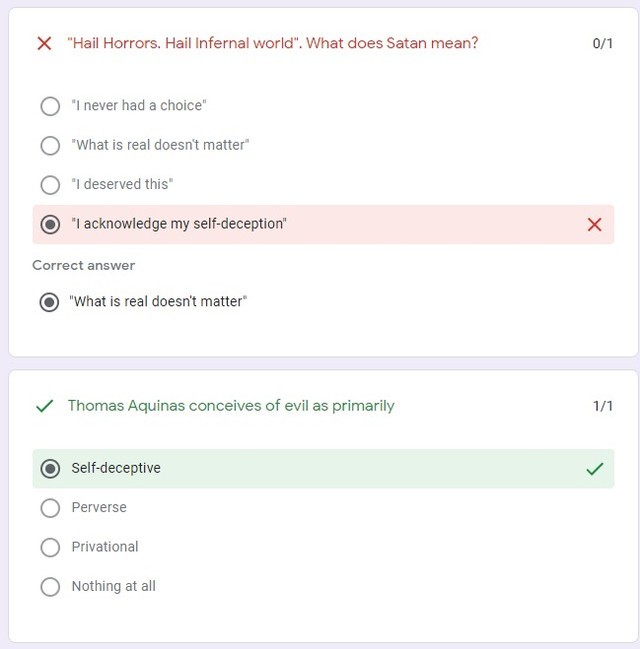 "Hail Horrors. Hail Infernal world". What does Satan mean? 0/1
"I never had a choice"
"What is real doesn't matter"
"I deserved this"
"I acknowledge my self-deception"
Correct answer
"What is real doesn't matter"
Thomas Aquinas conceives of evil as primarily 1/1
Self-deceptive
Perverse
Privational
Nothing at all